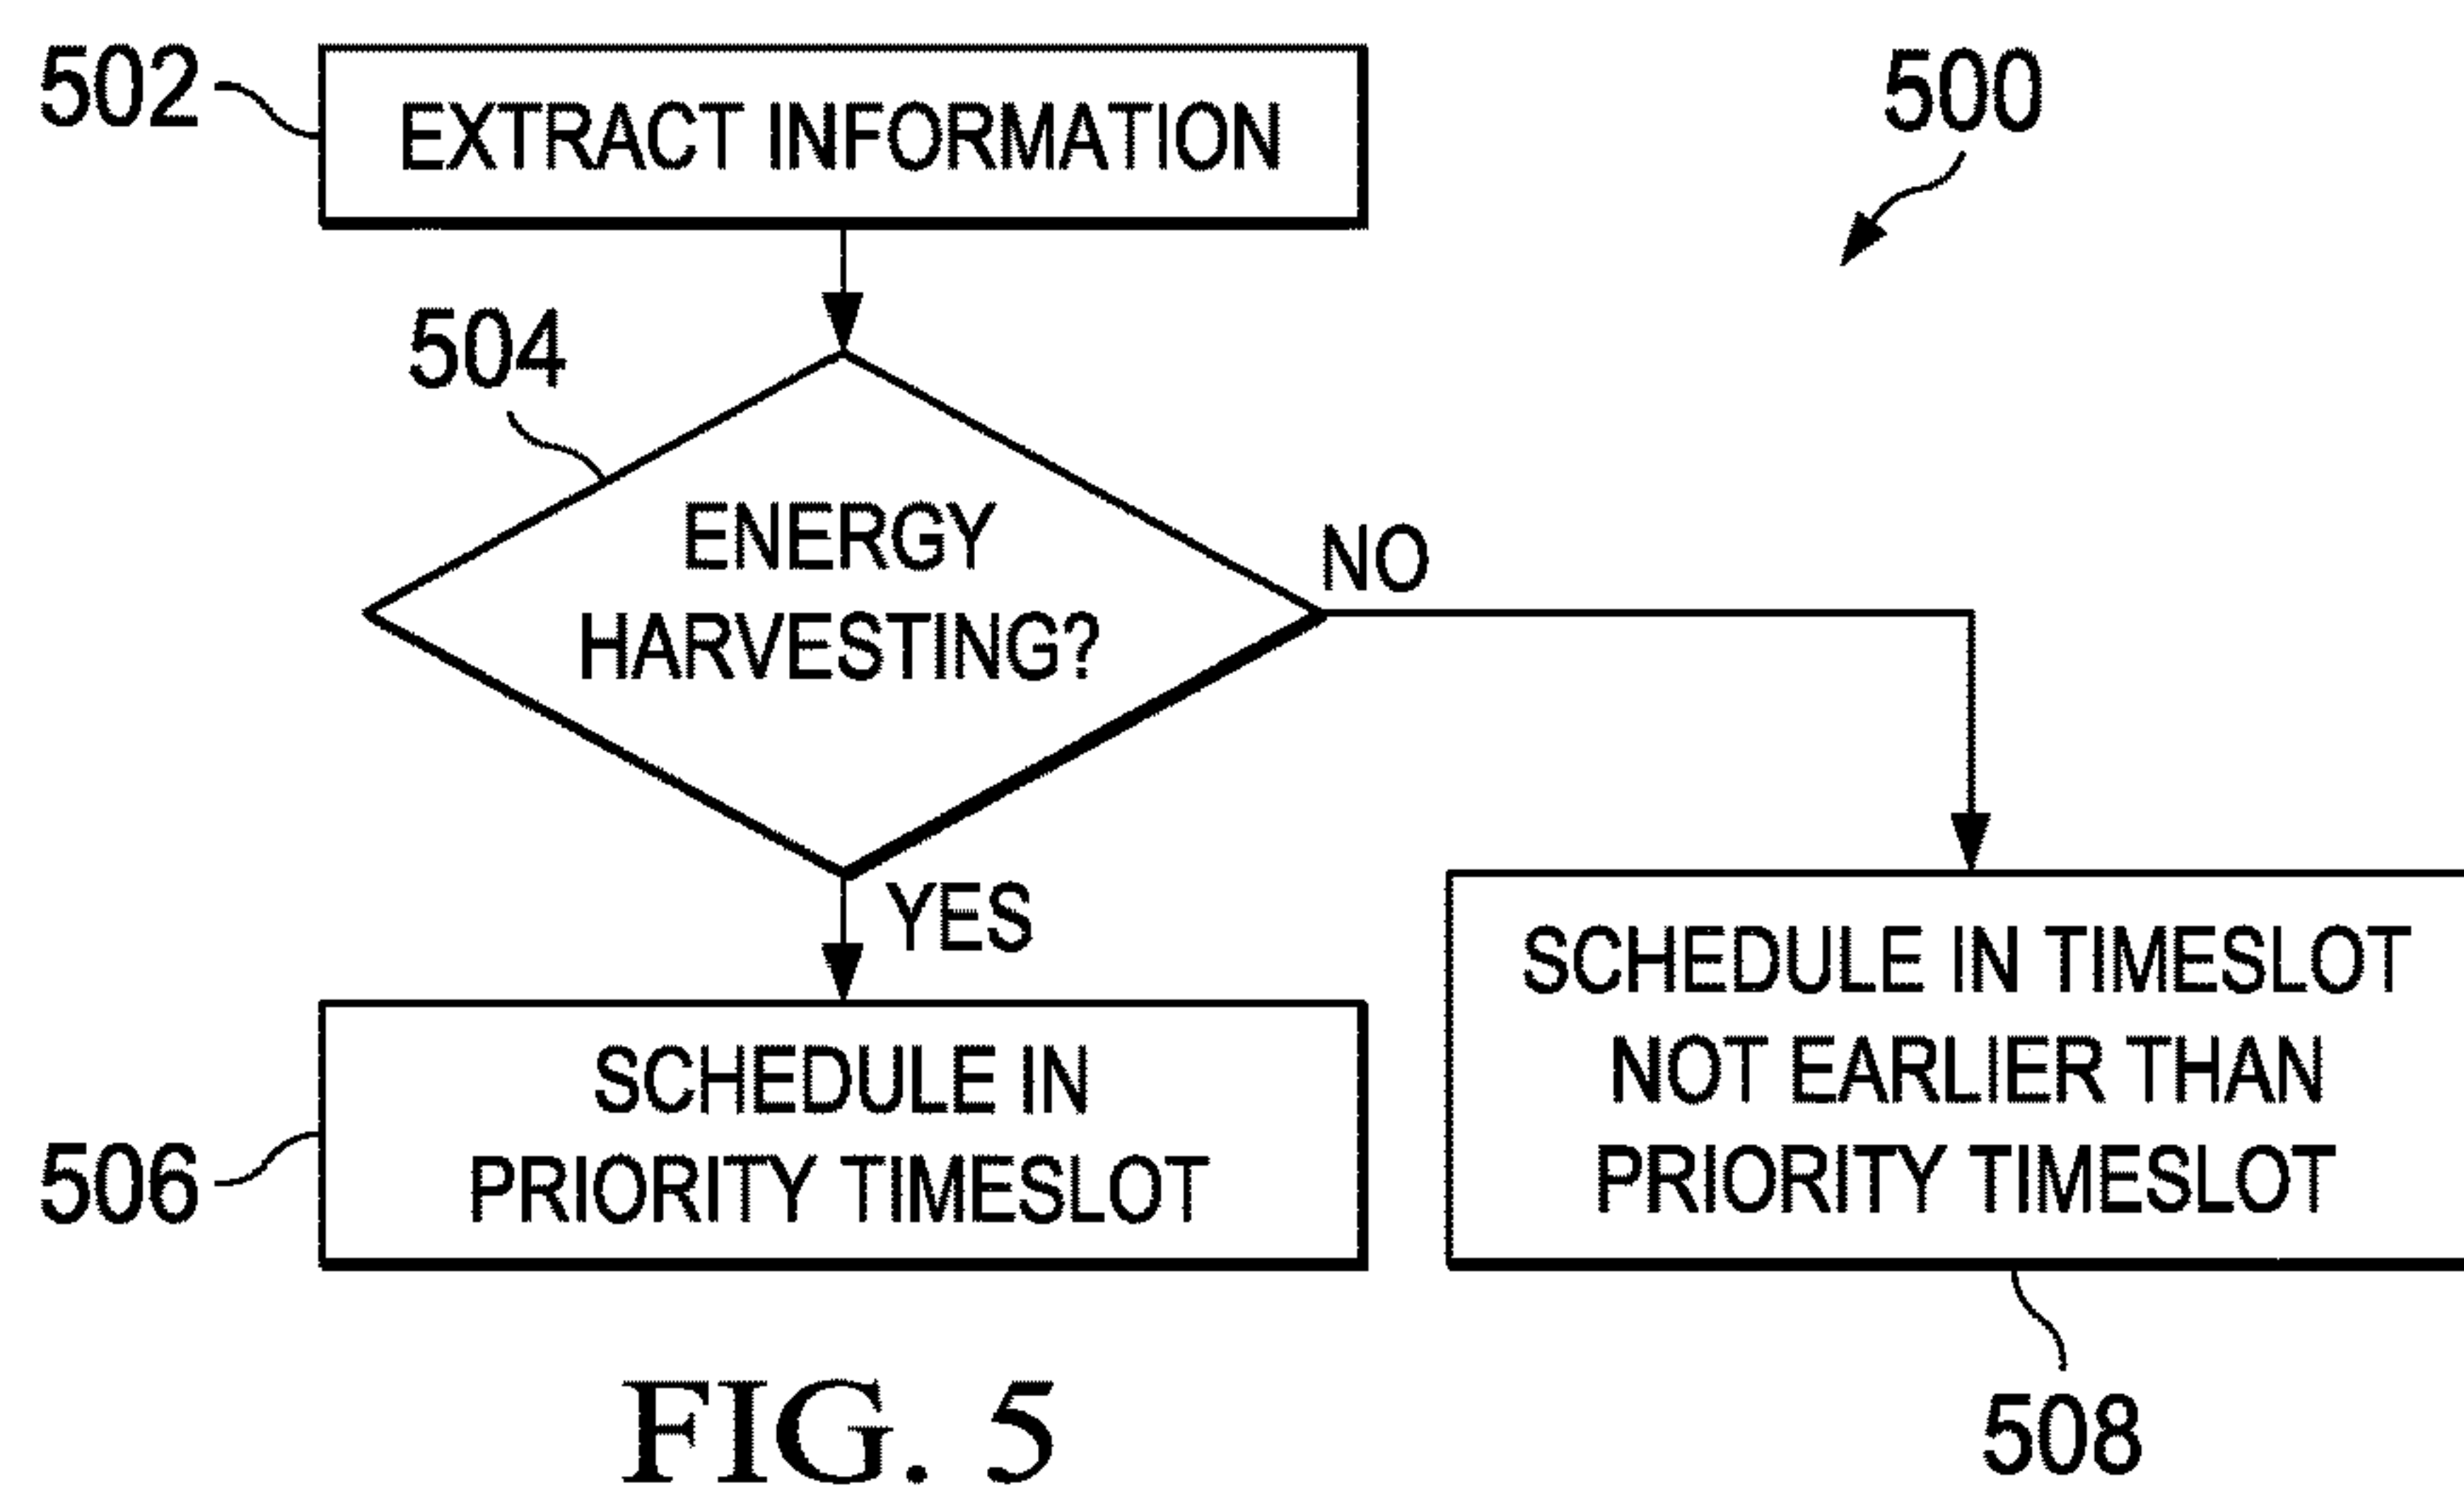 502
EXTRACT INFORMATION
500
504
ENERGY
HARVESTING?
NO
YES
506
SCHEDULE IN
PRIORITY TIMESLOT
SCHEDULE IN TIMESLOT
NOT EARLIER THAN
PRIORITY TIMESLOT
508
FIG. 5